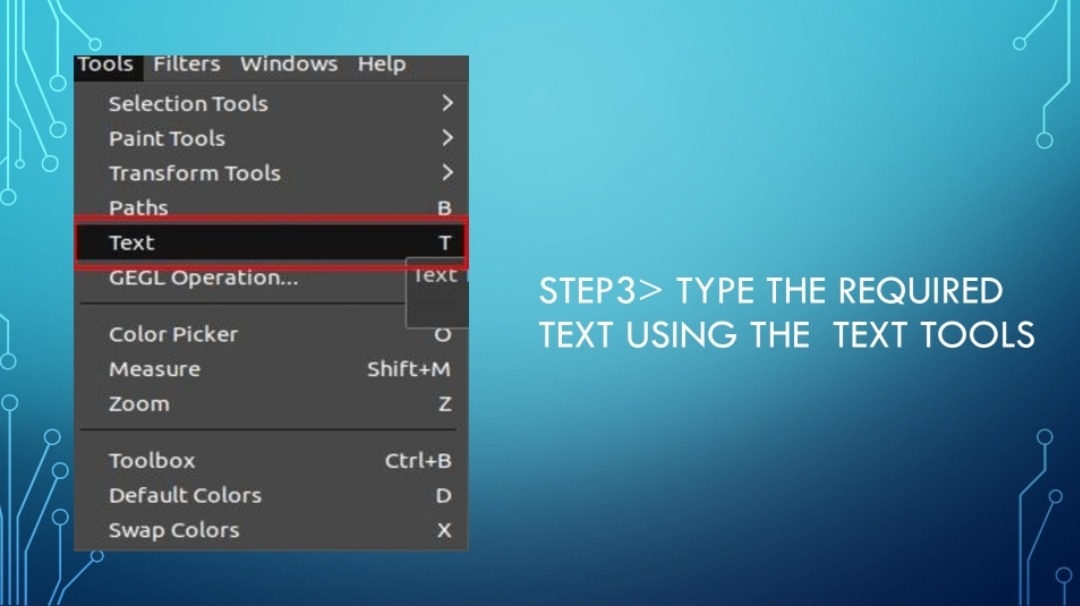 Tools Filters Windows Help
Selection Tools >
Paint Tools >
Transform Tools >
Paths B
Text T
GEGL Operation...
Text
Color Picker O
Measure Shift+M
Zoom Z
Toolbox Ctrl+B
Default Colors D
Swap Colors X
STEP3> TYPE THE REQUIRED
TEXT USING THE TEXT TOOLS